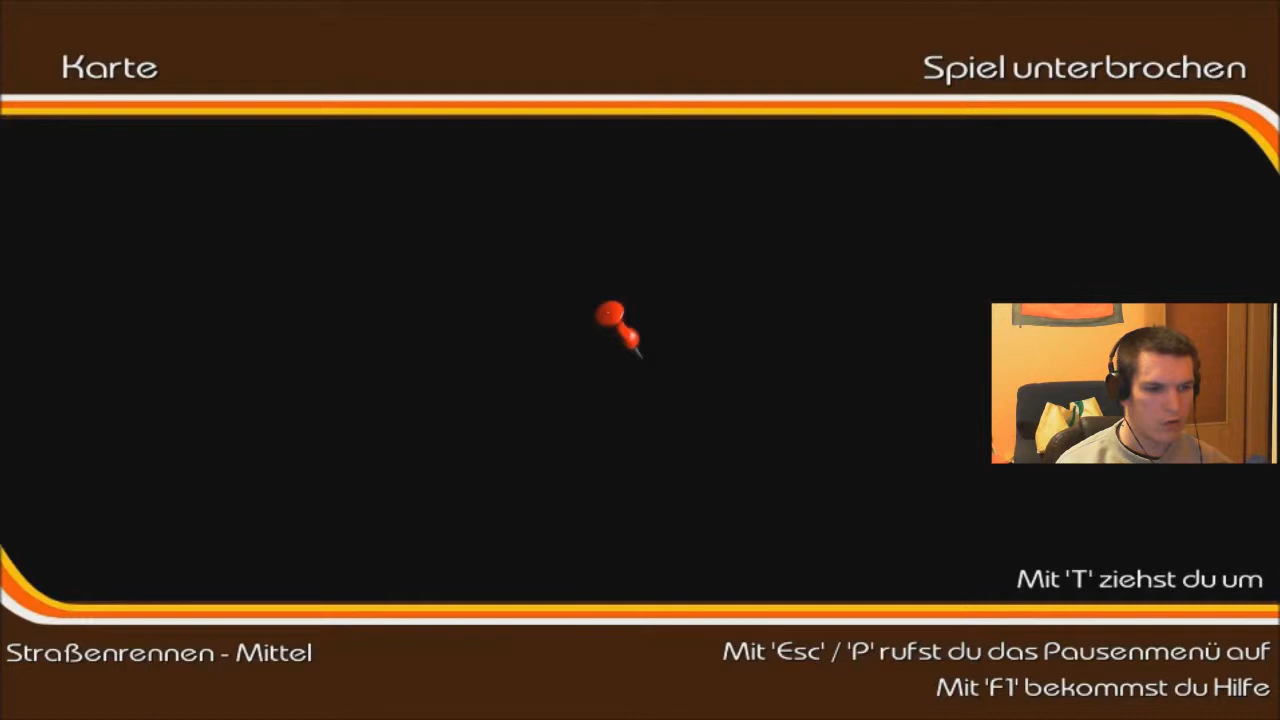 Karte
Spiel unterbrochen
Mit 'T' ziehst du um
Straßenrennen - Mittel
Mit 'Esc' / 'P' rufst du das Pausenmenü auf
Mit 'F1' bekommst du Hilfe